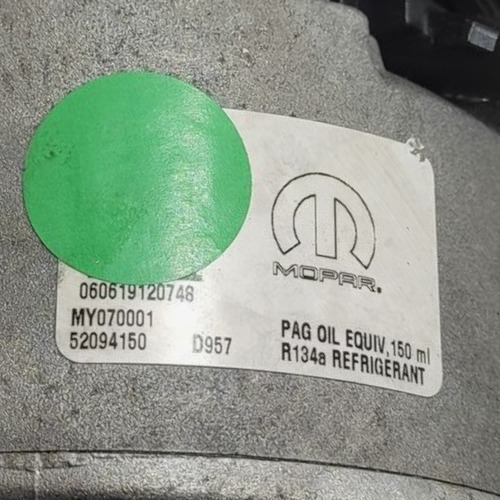 MOPAR®
060619120748
MY070001
52094150 D957
PAG OIL EQUIV, 150 ml
R134a REFRIGERANT